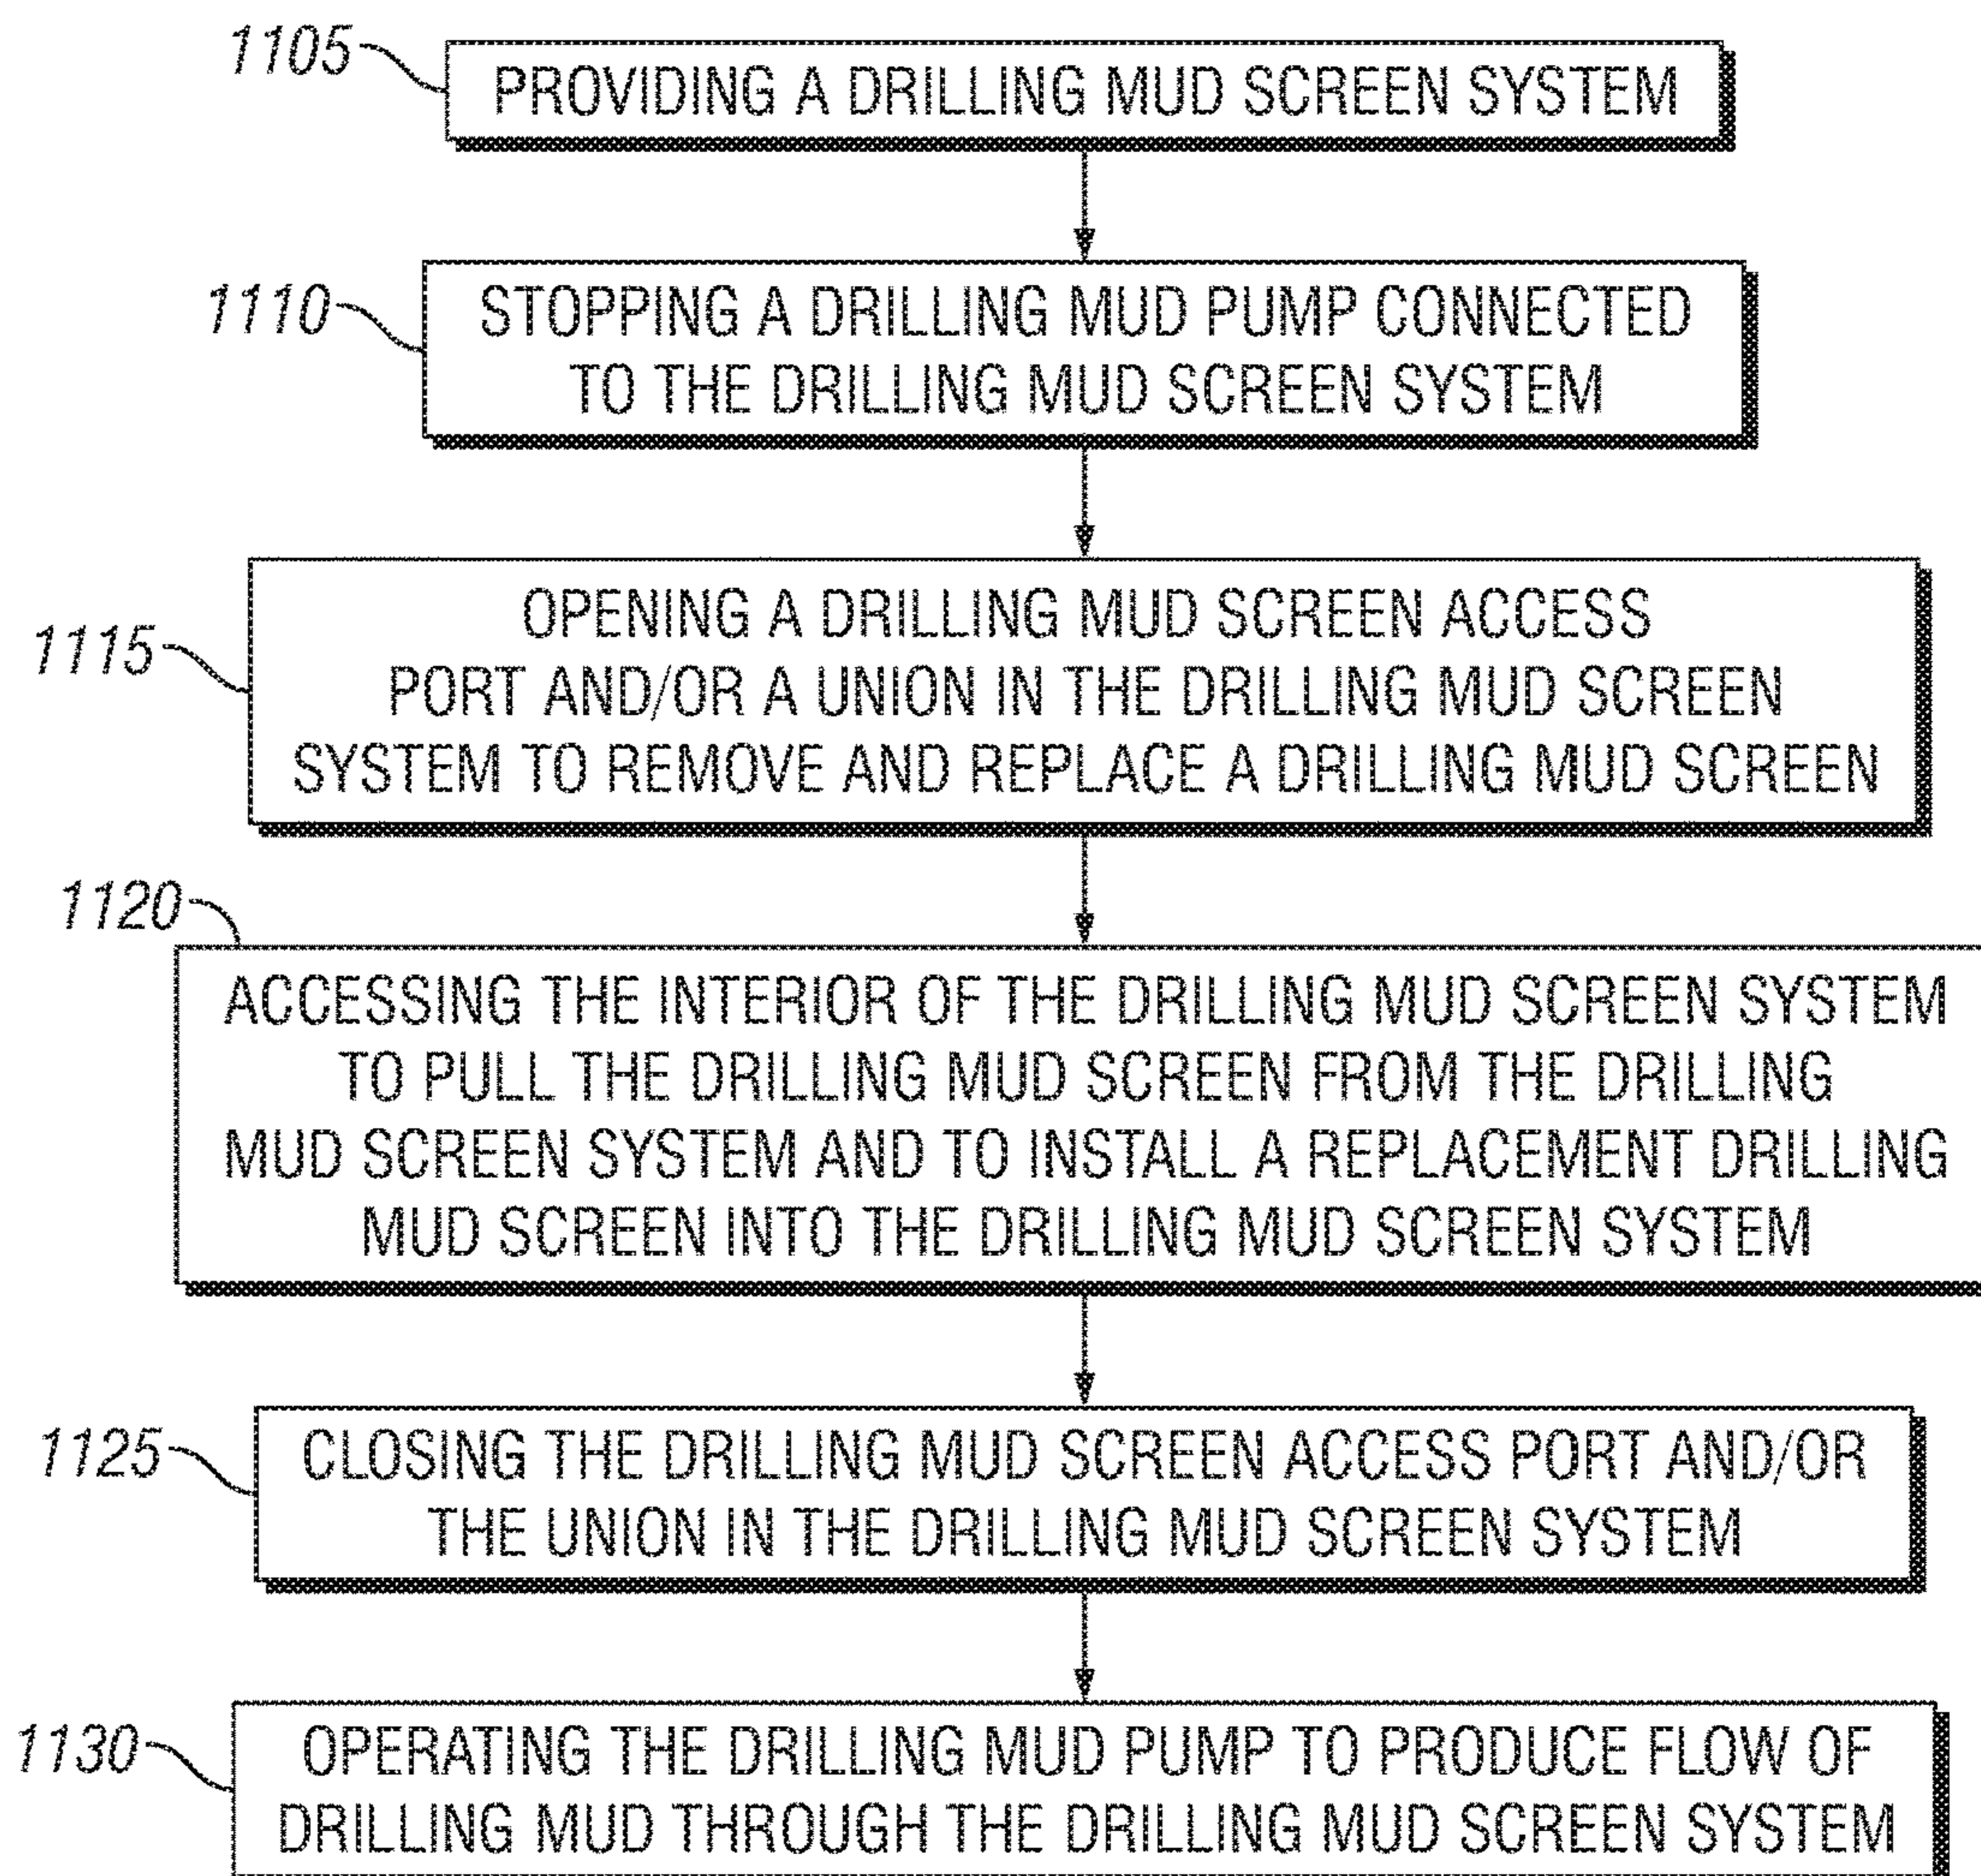 1105
PROVIDING A DRILLING MUD SCREEN SYSTEM
1110
STOPPING A DRILLING MUD PUMP CONNECTED
TO THE DRILLING MUD SCREEN SYSTEM
1115
OPENING A DRILLING MUD SCREEN ACCESS
PORT AND/OR A UNION IN THE DRILLING MUD SCREEN
SYSTEM TO REMOVE AND REPLACE A DRILLING MUD SCREEN
1120
ACCESSING THE INTERIOR OF THE DRILLING MUD SCREEN SYSTEM
TO PULL THE DRILLING MUD SCREEN FROM THE DRILLING
MUD SCREEN SYSTEM AND TO INSTALL A REPLACEMENT DRILLING
MUD SCREEN INTO THE DRILLING MUD SCREEN SYSTEM
1125
CLOSING THE DRILLING MUD SCREEN ACCESS PORT AND/OR
THE UNION IN THE DRILLING MUD SCREEN SYSTEM
1130
OPERATING THE DRILLING MUD PUMP TO PRODUCE FLOW OF
DRILLING MUD THROUGH THE DRILLING MUD SCREEN SYSTEM